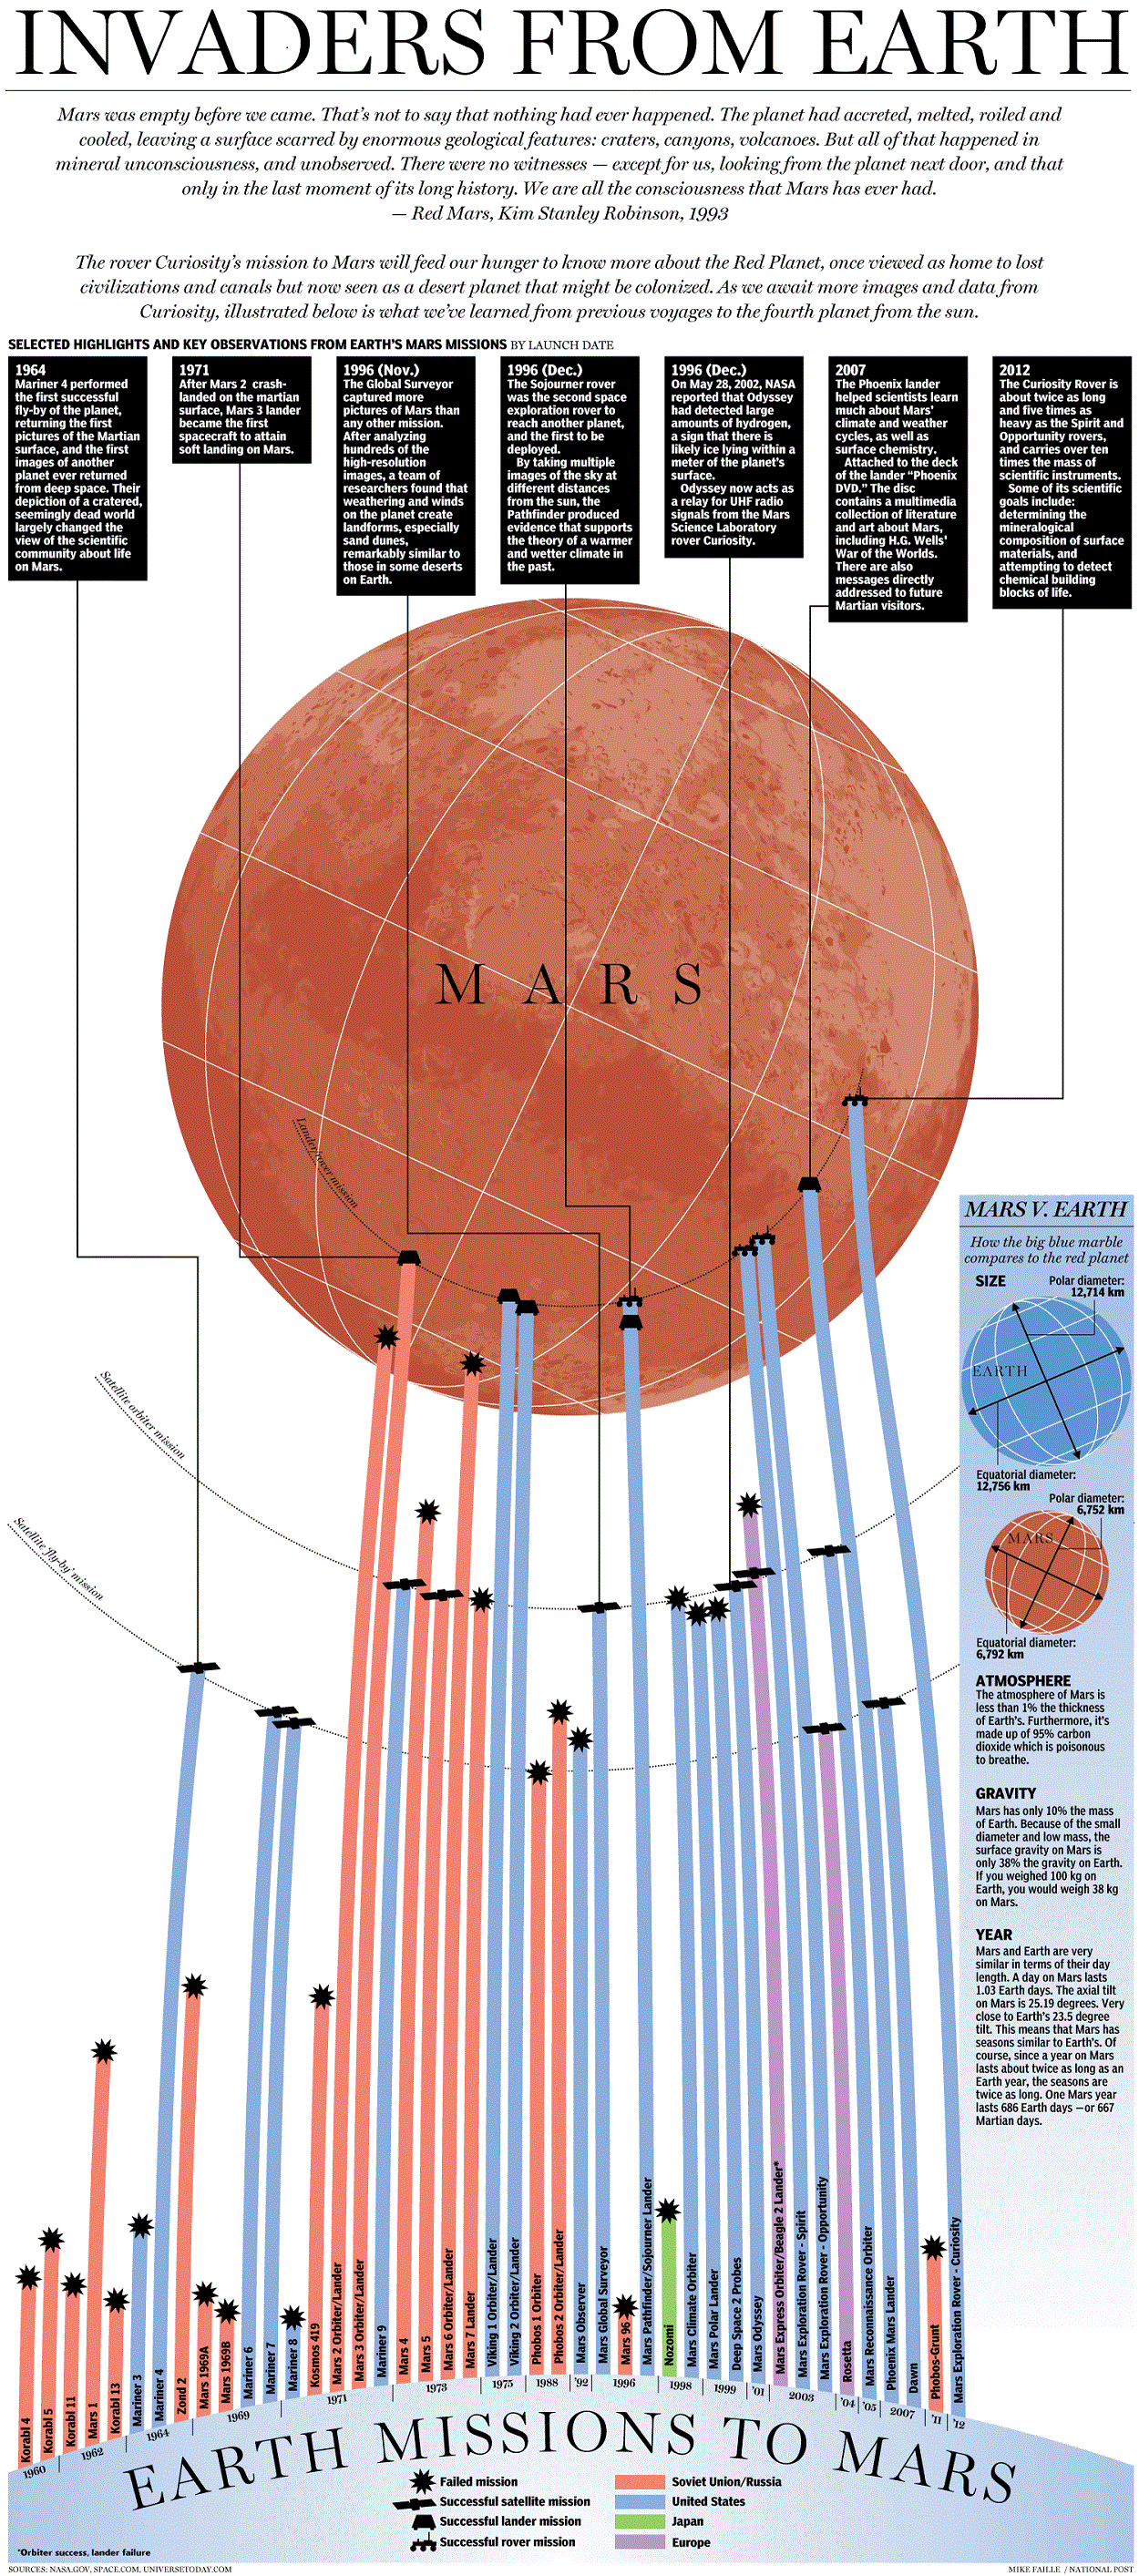 INVADERS FROM EARTH
Mars was empty before we came. That's not to say that nothing had ever happened. The planet had accreted, melted, roiled and
cooled, leaving a surface scarred by enormous geological features: craters, canyons, volcanoes. But all of that happened in
mineral unconsciousness, and unobserved. There were no witnesses — except for us, looking from the planet next door, and that
only in the last moment of its long history. We are all the consciousness that Mars has ever had.
— Red Mars, Kim Stanley Robinson, 1993
The rover Curiosity's mission to Mars will feed our hunger to know more about the Red Planet, once viewed as home to lost
civilizations and canals but now seen as a desert planet that might be colonized. As we await more images and data from
Curiosity, illustrated below is what we've learned from previous voyages to the fourth planet from the sun.
SELECTED HIGHLIGHTS AND KEY OBSERVATIONS FROM EARTH'S MARS MISSIONS BY LAUNCH DATE
1964
Mariner 4 performed
the first successful
fly-by of the planet,
returning the first
pictures of the Martian
surface, and the first
images of another
planet ever returned
from deep space. Their
depiction of a cratered,
seemingly dead world
largely changed the
view of the scientific
community about life
on Mars.
1971
After Mars 2 crash-
landed on the martian
surface, Mars 3 lander
became the first
spacecraft to attain
soft landing on Mars.
1996 (Nov.)
The Global Surveyor
captured more
pictures of Mars than
any other mission.
After analyzing
hundreds of the
high-resolution
images, a team of
researchers found that
weathering and winds
on the planet create
landforms, especially
sand dunes,
remarkably similar to
those in some deserts
on Earth.
1996 (Dec.)
The Sojourner rover
was the second space
exploration rover to
reach another planet,
and the first to be
deployed.
By taking multiple
images of the sky at
different distances
from the sun, the
Pathfinder produced
evidence that supports
the theory of a warmer
and wetter climate in
the past.
1996 (Dec.)
On May 28, 2002, NASA
reported that Odyssey
had detected large
amounts of hydrogen,
a sign that there is
likely ice lying within a
meter of the planet's
surface.
Odyssey now acts as
a relay for UHF radio
signals from the Mars
Science Laboratory
rover Curiosity.
2007
The Phoenix lander
helped scientists learn
much about Mars'
climate and weather
cycles, as well as
surface chemistry.
Attached to the deck
of the lander "Phoenix
DVD." The disc
contains a multimedia
collection of literature
and art about Mars,
including H.G. Wells'
War of the Worlds.
There are also
messages directly
addressed to future
Martian visitors.
2012
The Curiosity Rover is
about twice as long
and five times as
heavy as the Spirit and
Opportunity rovers,
and carries over ten
times the mass of
scientific instruments.
Some of its scientific
goals include:
determining the
mineralogical
composition of surface
materials, and
attempting to detect
chemical building
blocks of life.
MARS
Lander/rover mission
Satellite orbiter mission
Satellite 'fly-by' mission
MARS V. EARTH
How the big blue marble
compares to the red planet
SIZE
Polar diameter:
12,714 km
EARTH
Equatorial diameter:
12,756 km
Polar diameter:
6,752 km
MARS
Equatorial diameter:
6,792 km
ATMOSPHERE
The atmosphere of Mars is
less than 1% the thickness
of Earth's. Furthermore, it's
made up of 95% carbon
dioxide which is poisonous
to breathe.
GRAVITY
Mars has only 10% the mass
of Earth. Because of the small
diameter and low mass, the
surface gravity on Mars is
only 38% the gravity on Earth.
If you weighed 100 kg on
Earth, you would weigh 38 kg
on Mars.
YEAR
Mars and Earth are very
similar in terms of their day
length. A day on Mars lasts
1.03 Earth days. The axial tilt
on Mars is 25.19 degrees. Very
close to Earth's 23.5 degree
tilt. This means that Mars has
seasons similar to Earth's. Of
course, since a year on Mars
lasts about twice as long as an
Earth year, the seasons are
twice as long. One Mars year
lasts 686 Earth days — or 667
Martian days.
Korabl 4
Korabl 5
Korabl 11
Mars 1
Korabl 13
Mariner 3
Mariner 4
Zond 2
Mars 1969A
Mars 1969B
Mariner 6
Mariner 7
Mariner 8
Kosmos 419
Mars 2 Orbiter/Lander
Mars 3 Orbiter/Lander
Mariner 9
Mars 4
Mars 5
Mars 6 Orbiter/Lander
Mars 7 Lander
Viking 1 Orbiter/Lander
Viking 2 Orbiter/Lander
Phobos 1 Orbiter
Phobos 2 Orbiter/Lander
Mars Observer
Mars Global Surveyor
Mars 96
Mars Pathfinder/Sojourner Lander
Nozomi
Mars Climate Orbiter
Mars Polar Lander
Deep Space 2 Probes
Mars Odyssey
Mars Express Orbiter/Beagle 2 Lander*
Mars Exploration Rover - Spirit
Mars Exploration Rover - Opportunity
Rosetta
Mars Reconnaissance Orbiter
Phoenix Mars Lander
Dawn
Phobos-Grunt
Mars Exploration Rover - Curiosity
1960
1962
1964
1969
1971
1973
1975
1988
'92
1996
1998
1999
'01
2003
'04
'05
2007
'11
'12
EARTH MISSIONS TO MARS
Failed mission
Successful satellite mission
Successful lander mission
Successful rover mission
Soviet Union/Russia
United States
Japan
Europe
*Orbiter success, lander failure
SOURCES: NASA.GOV, SPACE.COM, UNIVERSETODAY.COM
MIKE FAILLE / NATIONAL POST